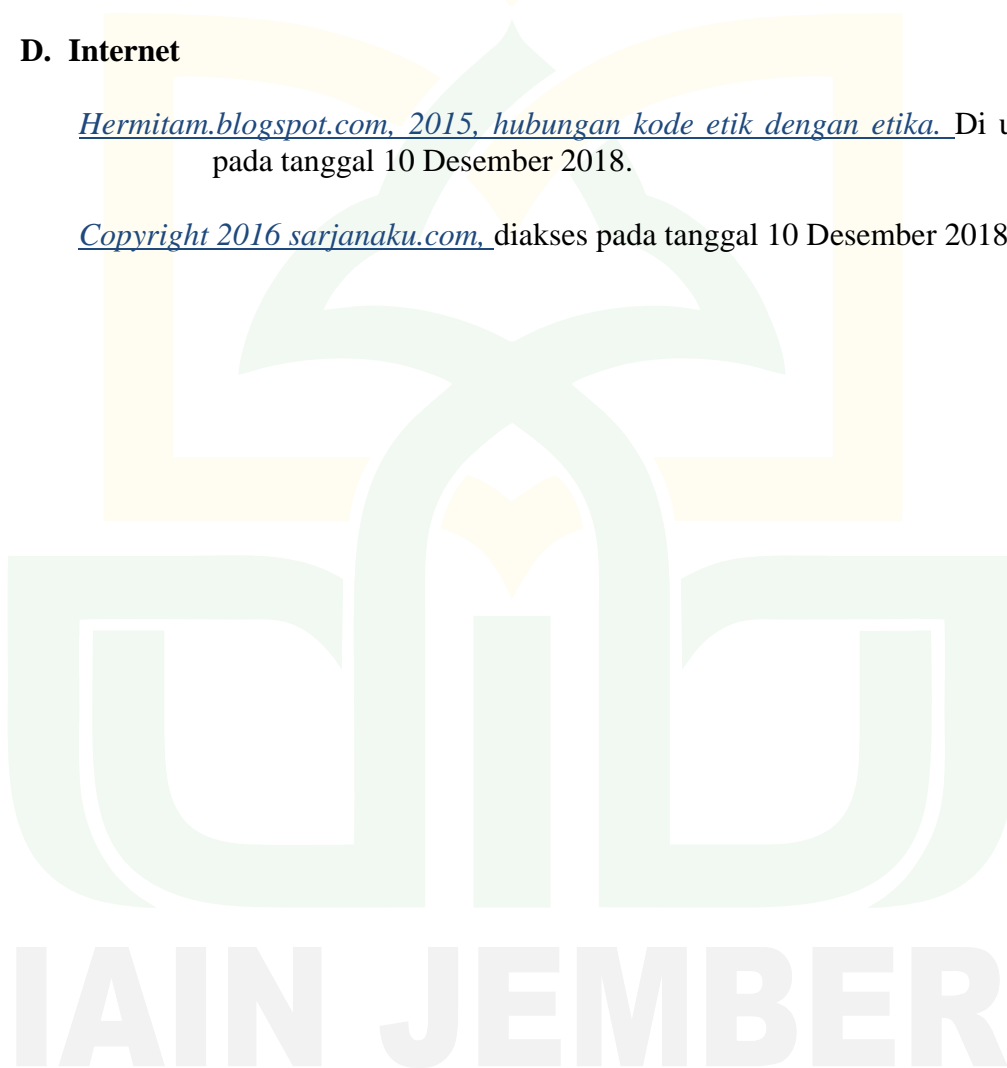 D. Internet
Hermitam.blogspot.com, 2015, hubungan kode etik dengan etika. Di
pada tanggal 10 Desember 2018.
Copyright 2016 sarjanaku.com, diakses pada tanggal 10 Desember 2018
IAIN JEMBER